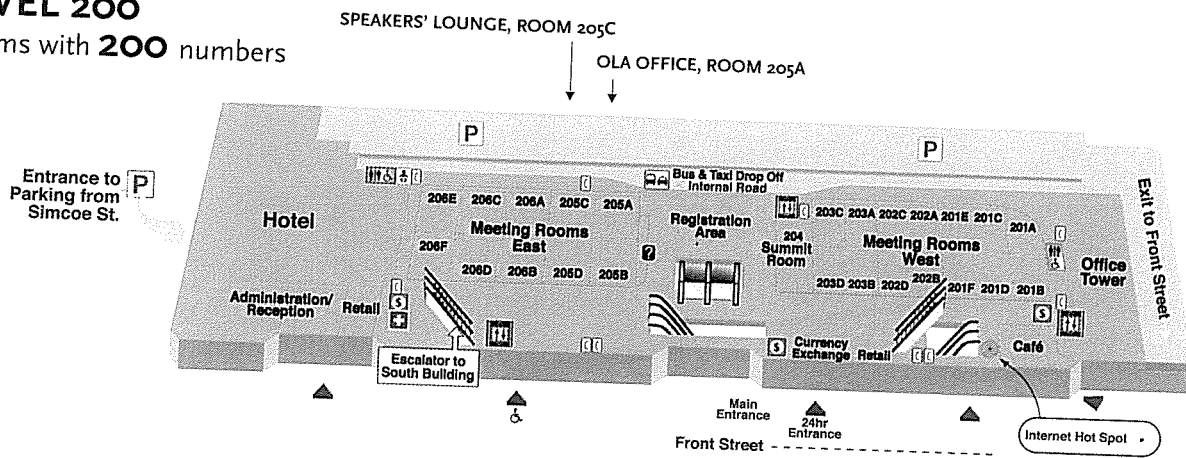 VEL 200
ms with 200 numbers
SPEAKERS' LOUNGE, ROOM 205C
OLA OFFICE, ROOM 205A
P
P
Entrance to
Parking from
Simcoe St.
P
Bus & Taxi Drop Off
Internal Road
Exit to Front Street
206E 206C 206A 205C 205A
203C 203A 202C 202A 201E 201C
201A
Hotel
Meeting Rooms
East
Registration
Area
204
Summit
Room
Meeting Rooms
West
206F
?
Office
Tower
206D 206B 205D 205B
203D 203B 202D 202B 201F 201D 201B
Administration/
Reception
Retail
$
$
Escalator to
South Building
$
Currency
Exchange
Retail
Café
Main
Entrance
24hr
Entrance
Internet Hot Spot
Front Street